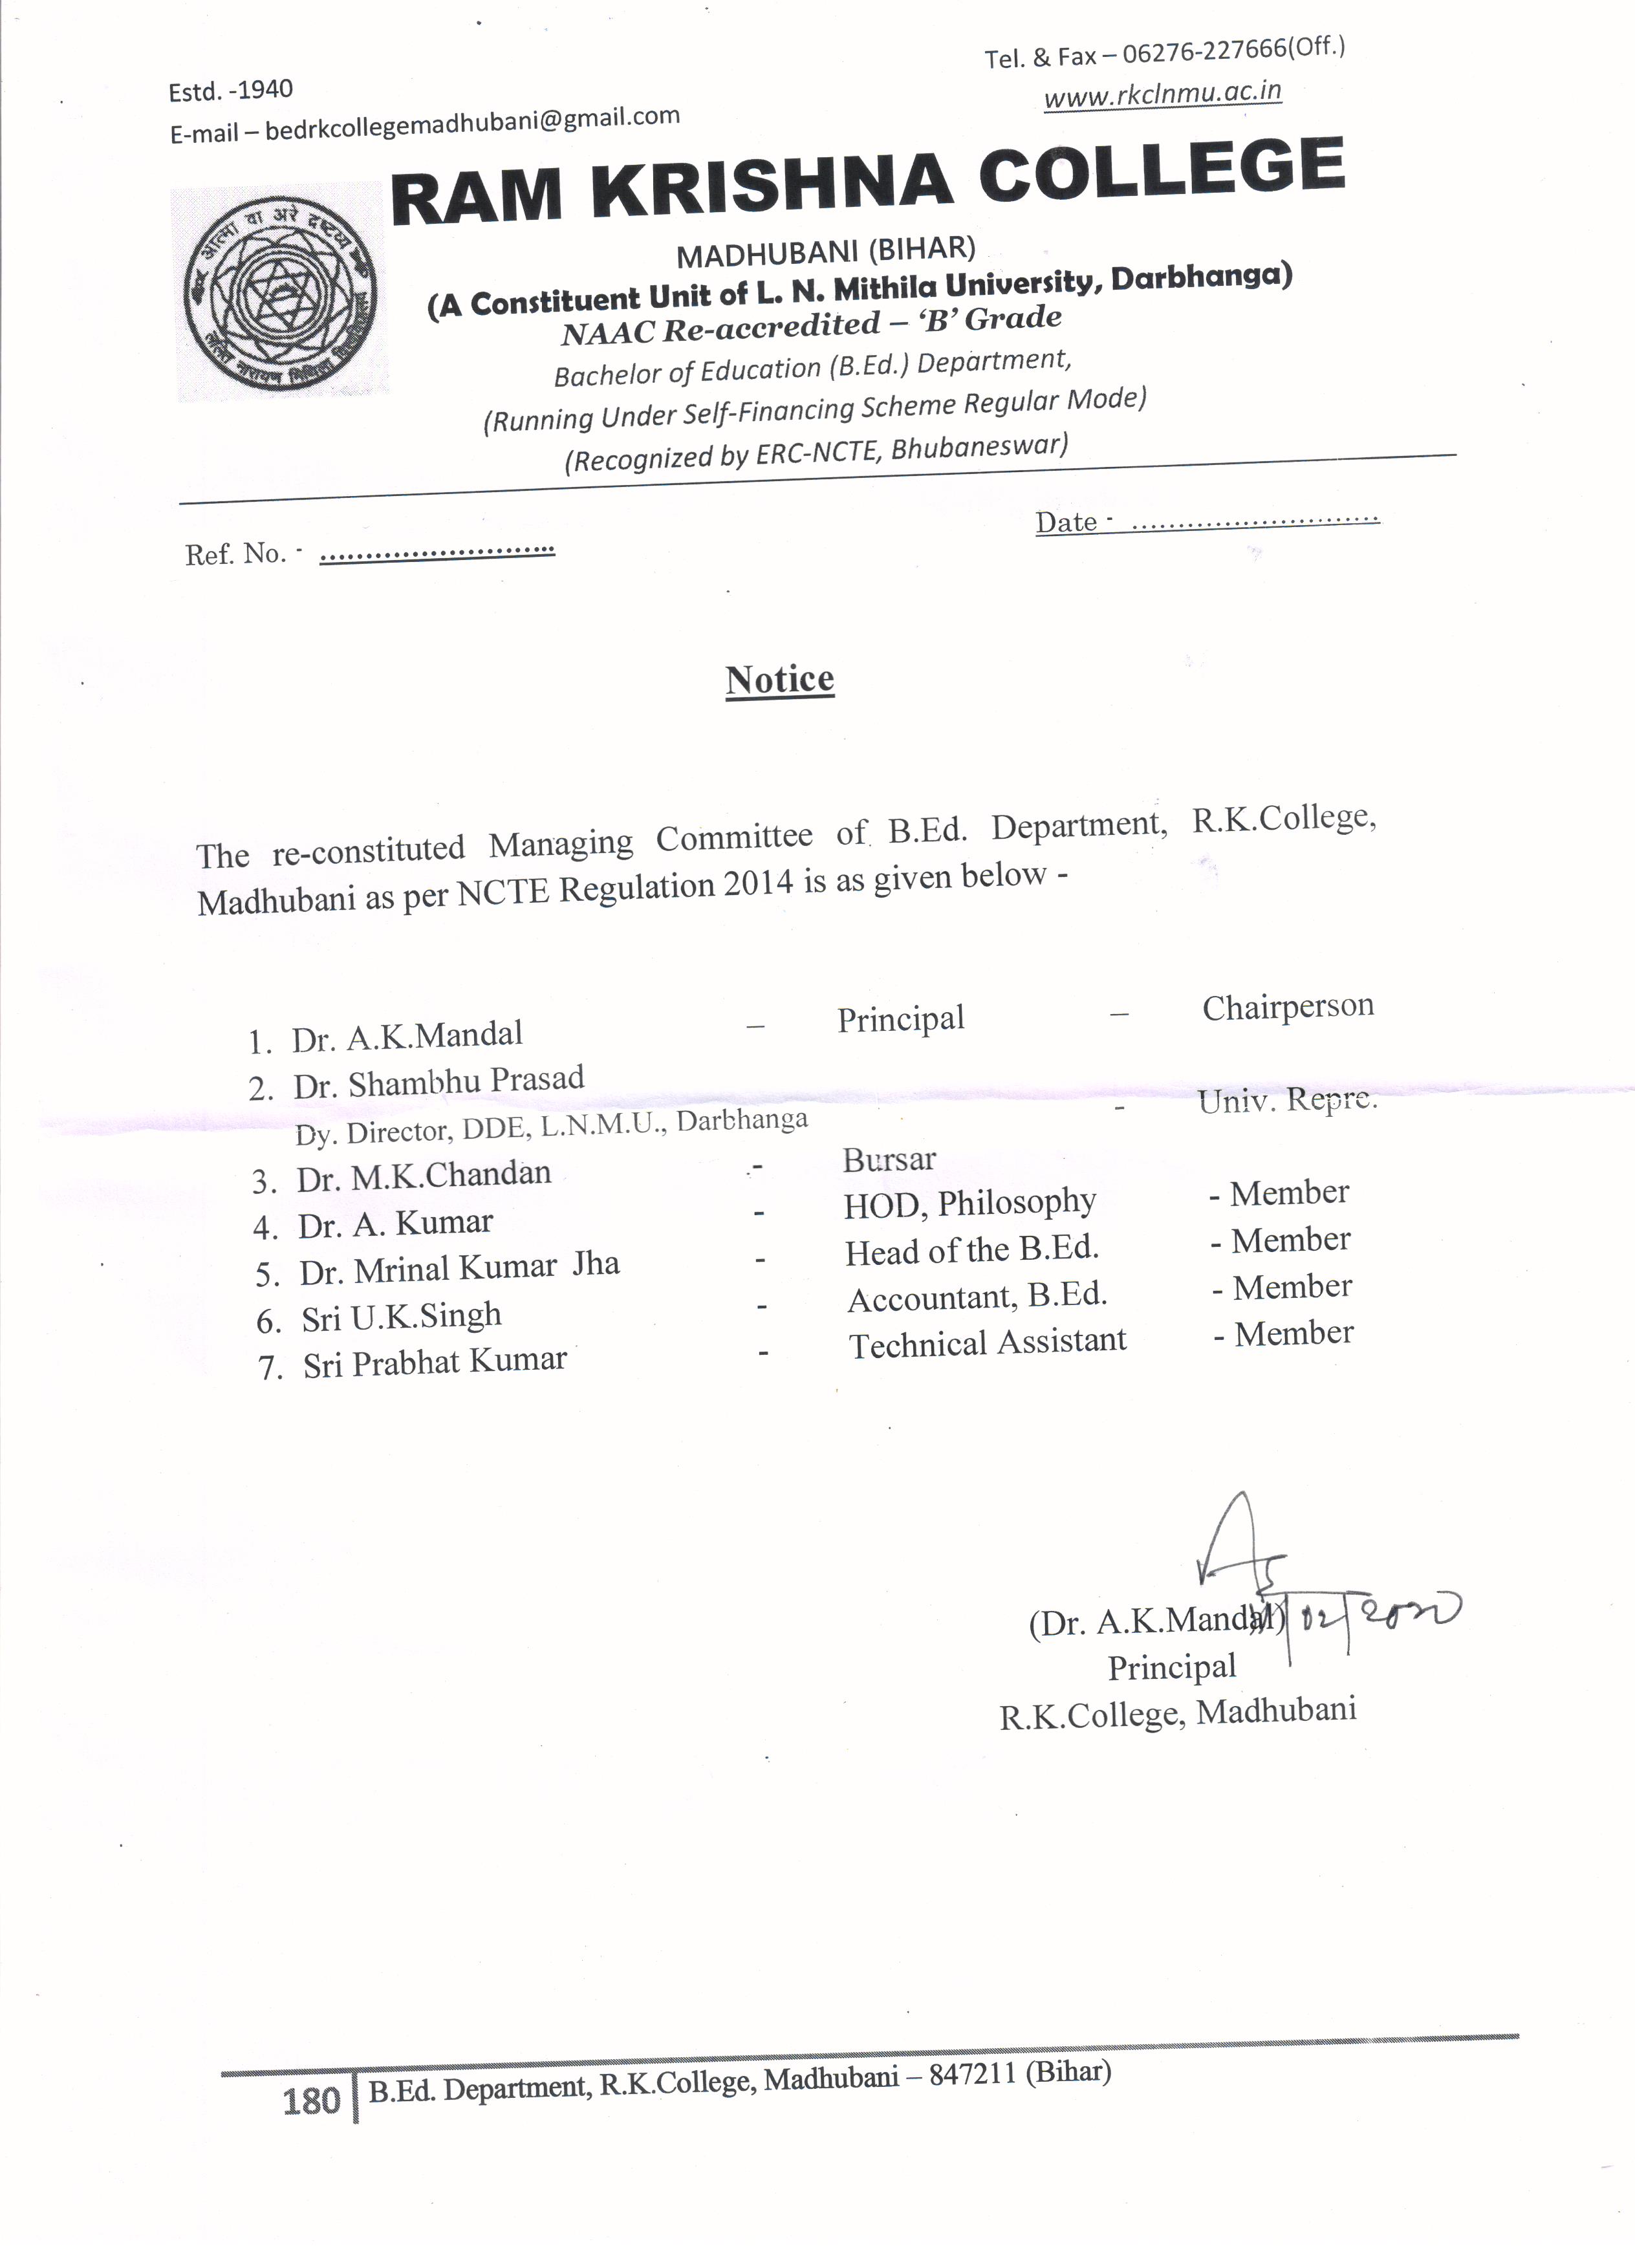 Estd. -1940
Tel. & Fax – 06276-227666(Off.)
E-mail – bedrkcollegemadhubani@gmail.com
www.rkclnmu.ac.in
RAM KRISHNA COLLEGE
आत्मा वा अरे द्रष्टव्यः
ललित नारायण मिथिला विश्वविद्यालय
MADHUBANI (BIHAR)
(A Constituent Unit of L. N. Mithila University, Darbhanga)
NAAC Re-accredited – ‘B’ Grade
Bachelor of Education (B.Ed.) Department,
(Running Under Self-Financing Scheme Regular Mode)
(Recognized by ERC-NCTE, Bhubaneswar)
Ref. No. - ..........................
Date - ...........................
Notice
The re-constituted Managing Committee of B.Ed. Department, R.K.College,
Madhubani as per NCTE Regulation 2014 is as given below -
1. Dr. A.K.Mandal – Principal – Chairperson
2. Dr. Shambhu Prasad
Dy. Director, DDE, L.N.M.U., Darbhanga - Univ. Repre.
3. Dr. M.K.Chandan - Bursar
4. Dr. A. Kumar - HOD, Philosophy - Member
5. Dr. Mrinal Kumar Jha - Head of the B.Ed. - Member
6. Sri U.K.Singh - Accountant, B.Ed. - Member
7. Sri Prabhat Kumar - Technical Assistant - Member
(Dr. A.K.Mandal) /02/2020
Principal
R.K.College, Madhubani
180 B.Ed. Department, R.K.College, Madhubani – 847211 (Bihar)